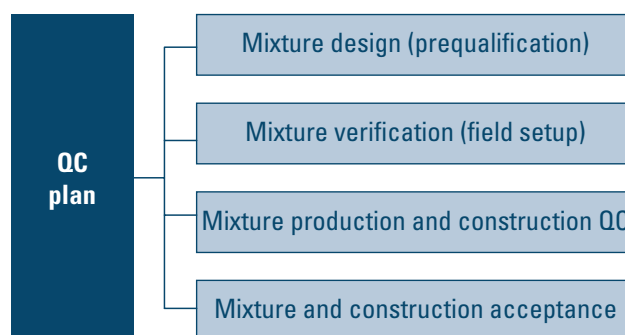 QC
plan
Mixture design (prequalification)
Mixture verification (field setup)
Mixture production and construction QC
Mixture and construction acceptance